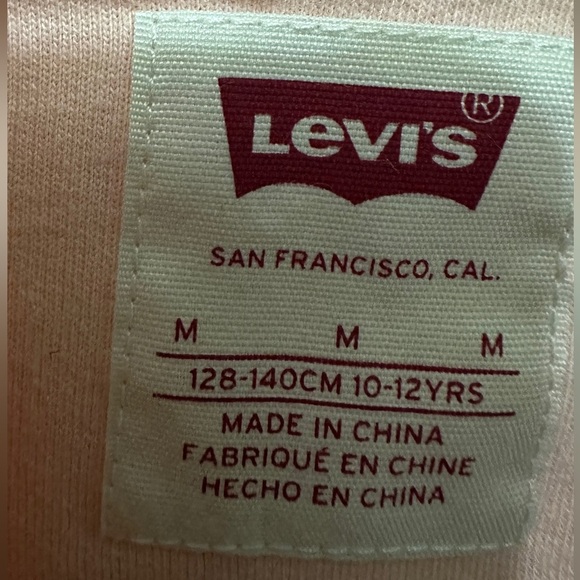 Levi's®
SAN FRANCISCO, CAL.
M M M
128-140CM 10-12YRS
MADE IN CHINA
FABRIQUÉ EN CHINE
HECHO EN CHINA